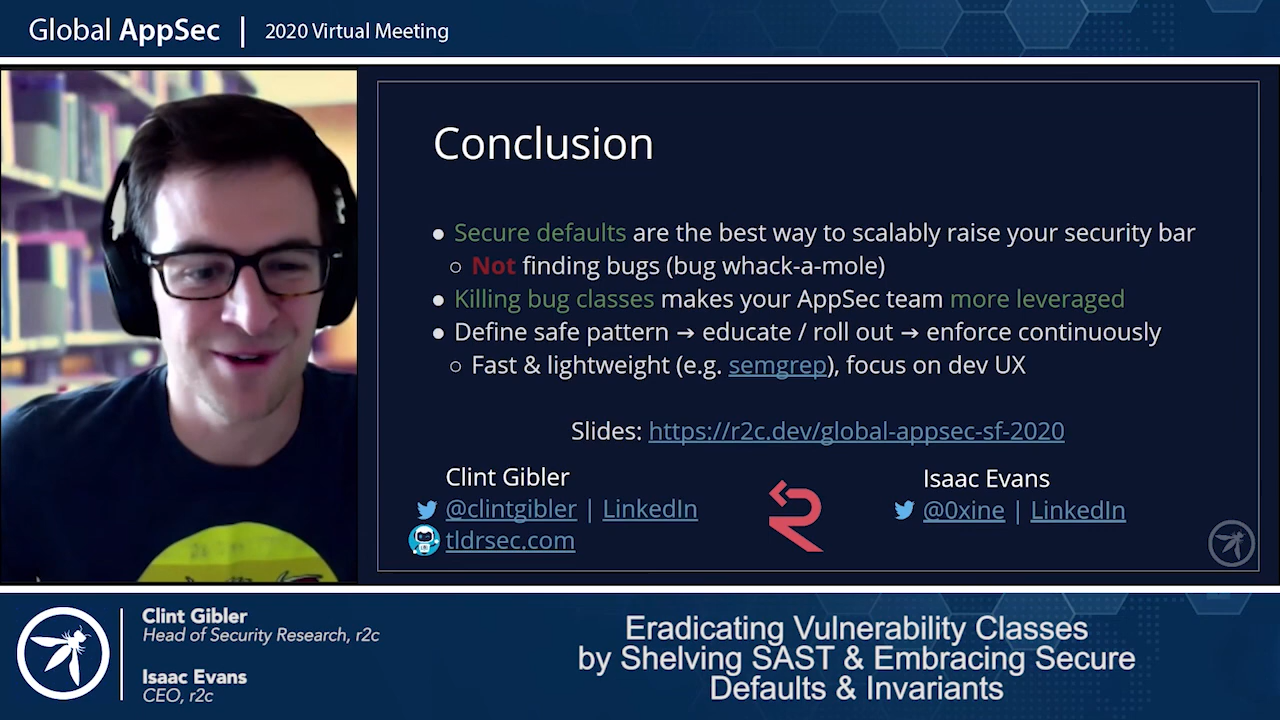 Global AppSec | 2020 Virtual Meeting
Conclusion
● Secure defaults are the best way to scalably raise your security bar
○ Not finding bugs (bug whack-a-mole)
● Killing bug classes makes your AppSec team more leveraged
● Define safe pattern → educate / roll out → enforce continuously
○ Fast & lightweight (e.g. semgrep), focus on dev UX
Slides: https://r2c.dev/global-appsec-sf-2020
Clint Gibler
@clintgibler | LinkedIn
tldrsec.com
Isaac Evans
@0xine | LinkedIn
Clint Gibler
Head of Security Research, r2c
Isaac Evans
CEO, r2c
Eradicating Vulnerability Classes
by Shelving SAST & Embracing Secure
Defaults & Invariants